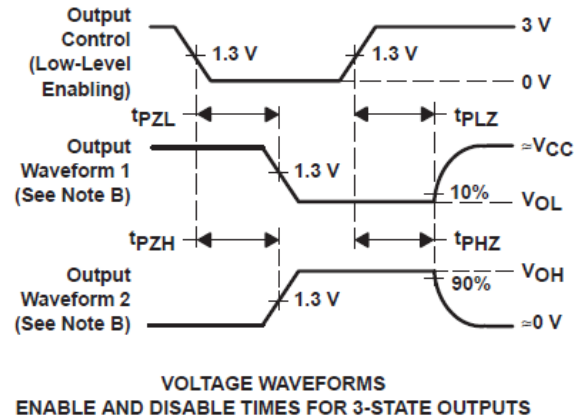 Output
Control
(Low-Level
Enabling)
1.3 V
1.3 V
3 V
0 V
tPZL
tPLZ
Output
Waveform 1
(See Note B)
1.3 V
10%
≈VCC
VOL
tPZH
tPHZ
Output
Waveform 2
(See Note B)
1.3 V
90%
VOH
≈0 V
VOLTAGE WAVEFORMS
ENABLE AND DISABLE TIMES FOR 3-STATE OUTPUTS